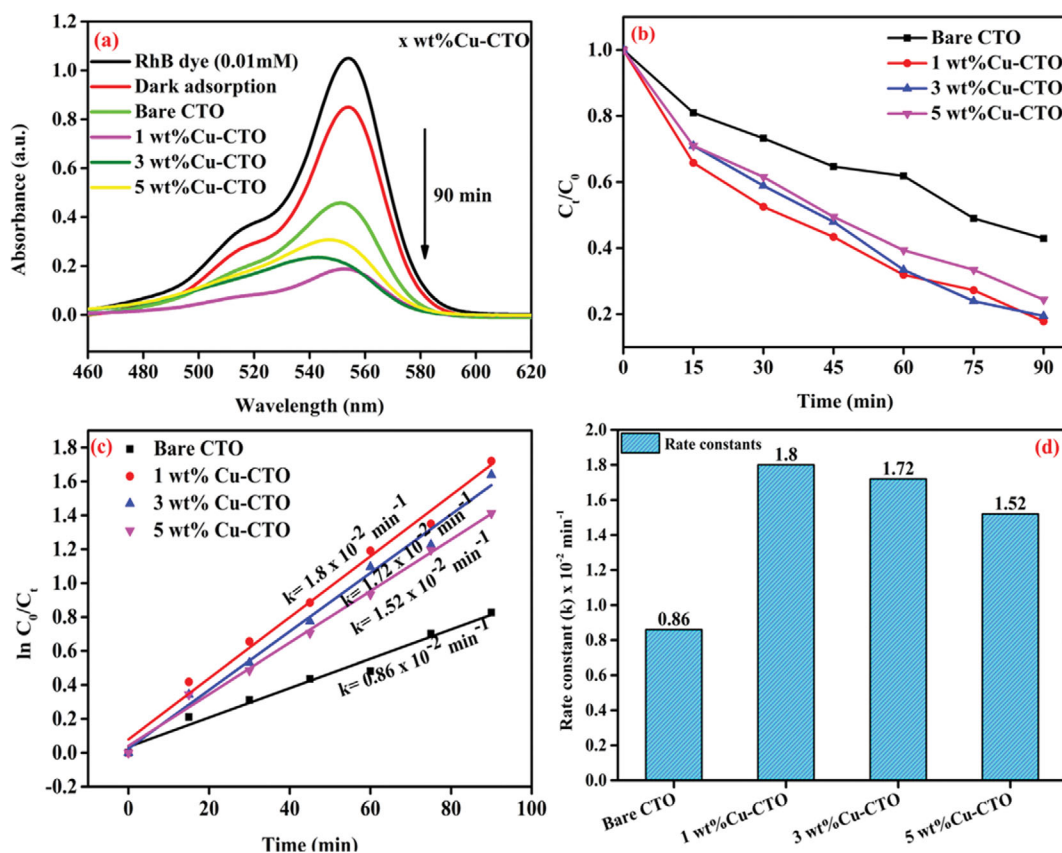 (a)
x wt%Cu-CTO
RhB dye (0.01mM)
Dark adsorption
Bare CTO
1 wt%Cu-CTO
3 wt%Cu-CTO
5 wt%Cu-CTO
90 min
1.2
1.0
0.8
0.6
0.4
0.2
0.0
Absorbance (a.u.)
460 480 500 520 540 560 580 600 620
Wavelength (nm)
(b)
Bare CTO
1 wt%Cu-CTO
3 wt%Cu-CTO
5 wt%Cu-CTO
1.0
0.8
0.6
0.4
0.2
Ct/C0
0 15 30 45 60 75 90
Time (min)
(c)
Bare CTO
1 wt% Cu-CTO
3 wt% Cu-CTO
5 wt% Cu-CTO
k= 1.8 x 10-2 min-1
k= 1.72 x 10-2 min-1
k= 1.52 x 10-2 min-1
k= 0.86 x 10-2 min-1
1.8
1.6
1.4
1.2
1.0
0.8
0.6
0.4
0.2
0.0
-0.2
ln C0/Ct
0 20 40 60 80 100
Time (min)
(d)
Rate constants
2.0
1.8
1.6
1.4
1.2
1.0
0.8
0.6
0.4
0.2
0.0
Rate constant (k) x 10-2 min-1
0.86
1.8
1.72
1.52
Bare CTO
1 wt%Cu-CTO
3 wt%Cu-CTO
5 wt%Cu-CTO